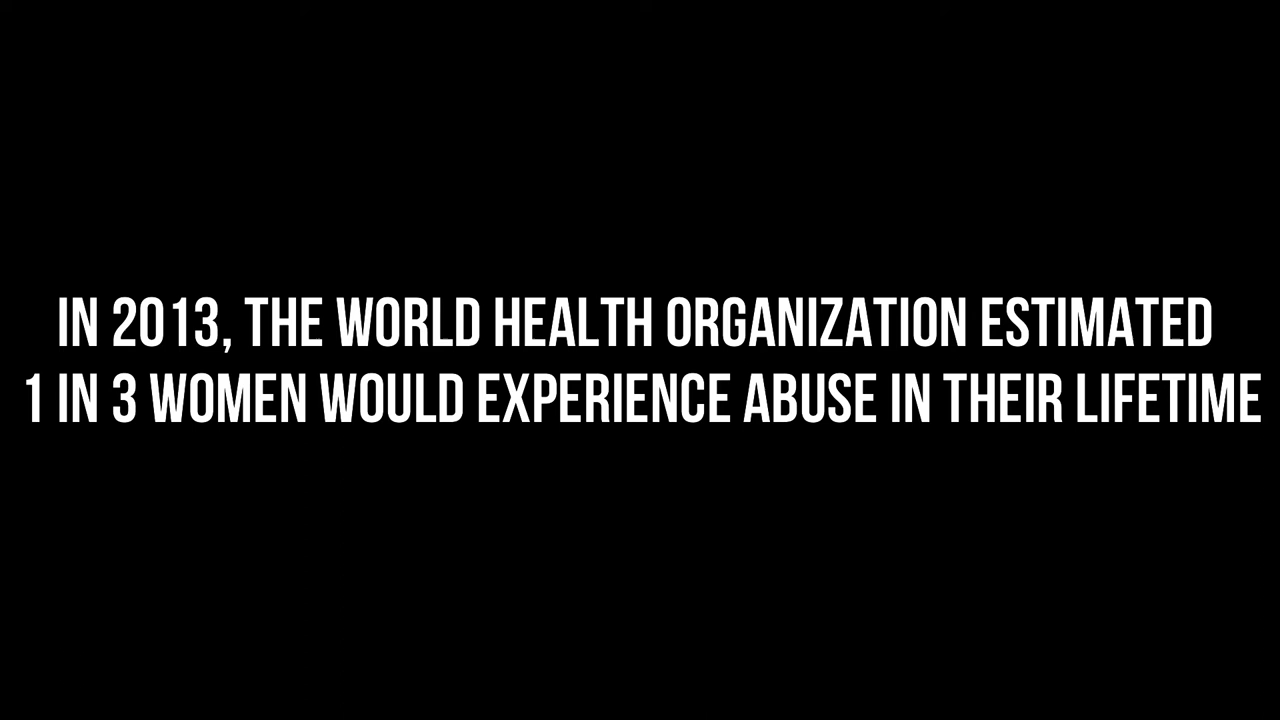 IN 2013, THE WORLD HEALTH ORGANIZATION ESTIMATED
1 IN 3 WOMEN WOULD EXPERIENCE ABUSE IN THEIR LIFETIME